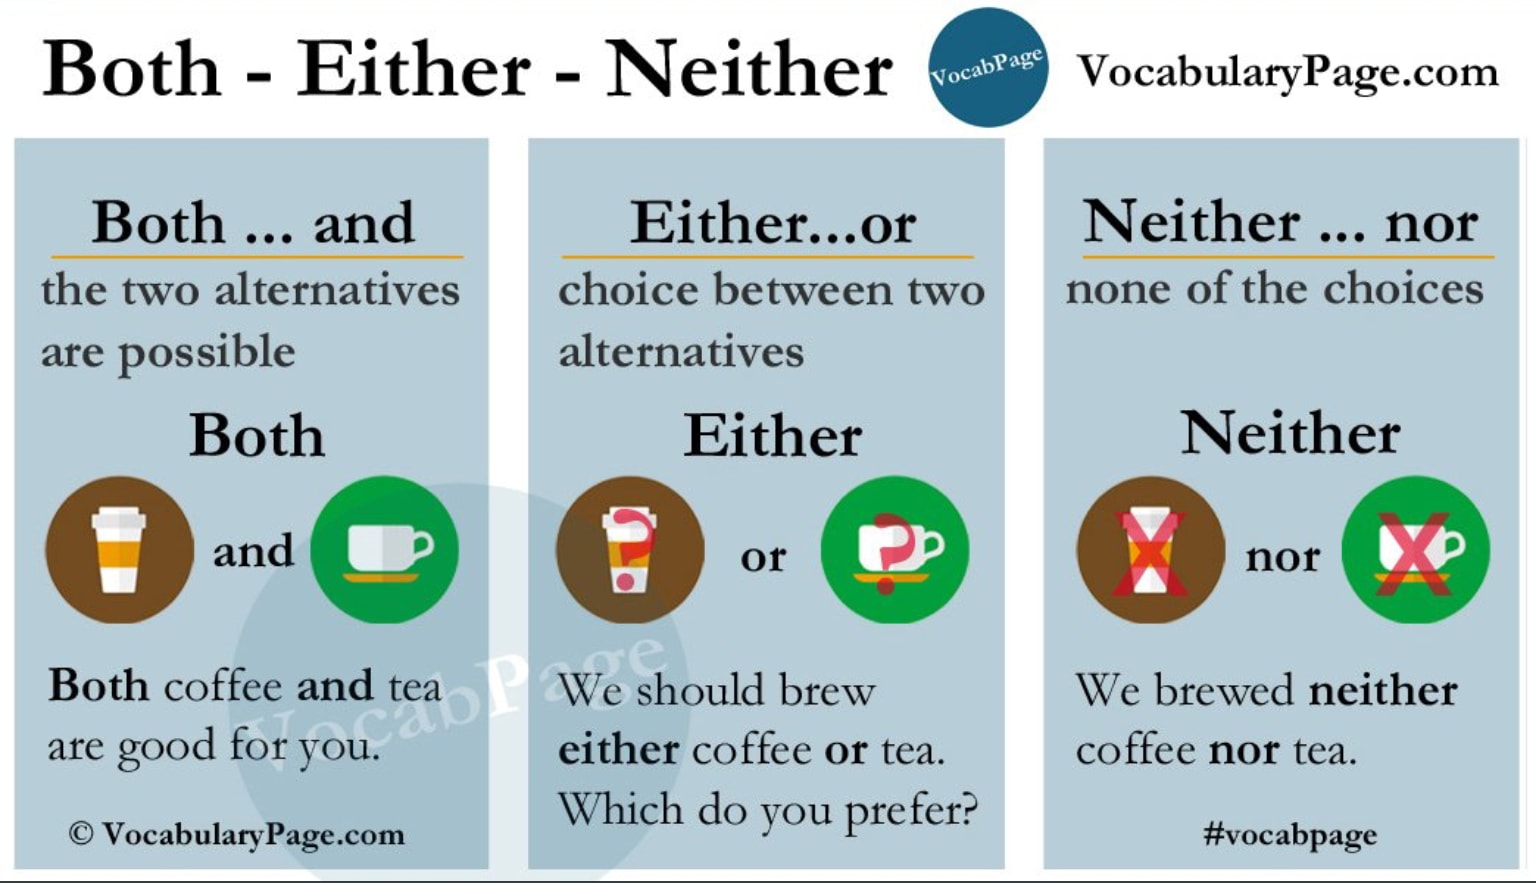 Both - Either - Neither
VocabPage
VocabularyPage.com
Both ... and
the two alternatives
are possible
Both
and
Both coffee and tea
are good for you.
© VocabularyPage.com
Either...or
choice between two
alternatives
Either
?
or
?
We should brew
either coffee or tea.
Which do you prefer?
Neither ... nor
none of the choices
Neither
X
nor
X
We brewed neither
coffee nor tea.
#vocabpage
VocabPage